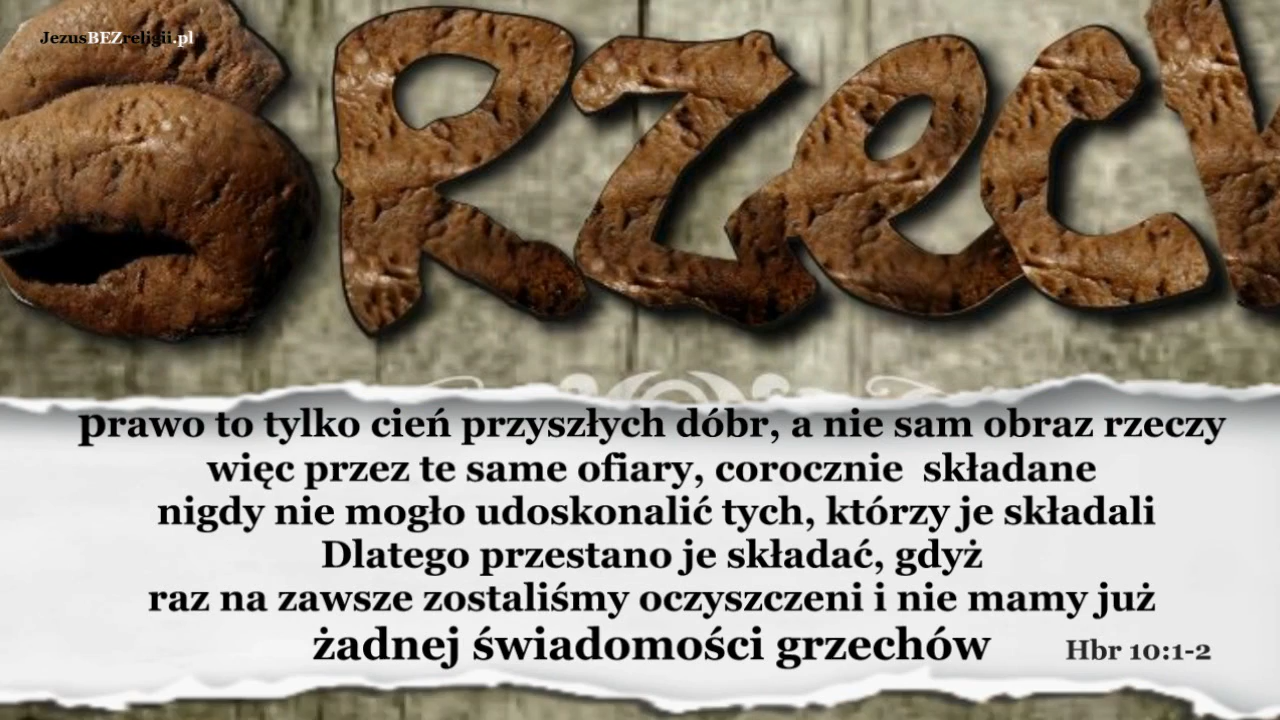 JezusBEZreligii.pl
Grzech
prawo to tylko cień przyszłych dóbr, a nie sam obraz rzeczy
więc przez te same ofiary, corocznie składane
nigdy nie mogło udoskonalić tych, którzy je składali
Dlatego przestano je składać, gdyż
raz na zawsze zostaliśmy oczyszczeni i nie mamy już
żadnej świadomości grzechów
Hbr 10:1-2